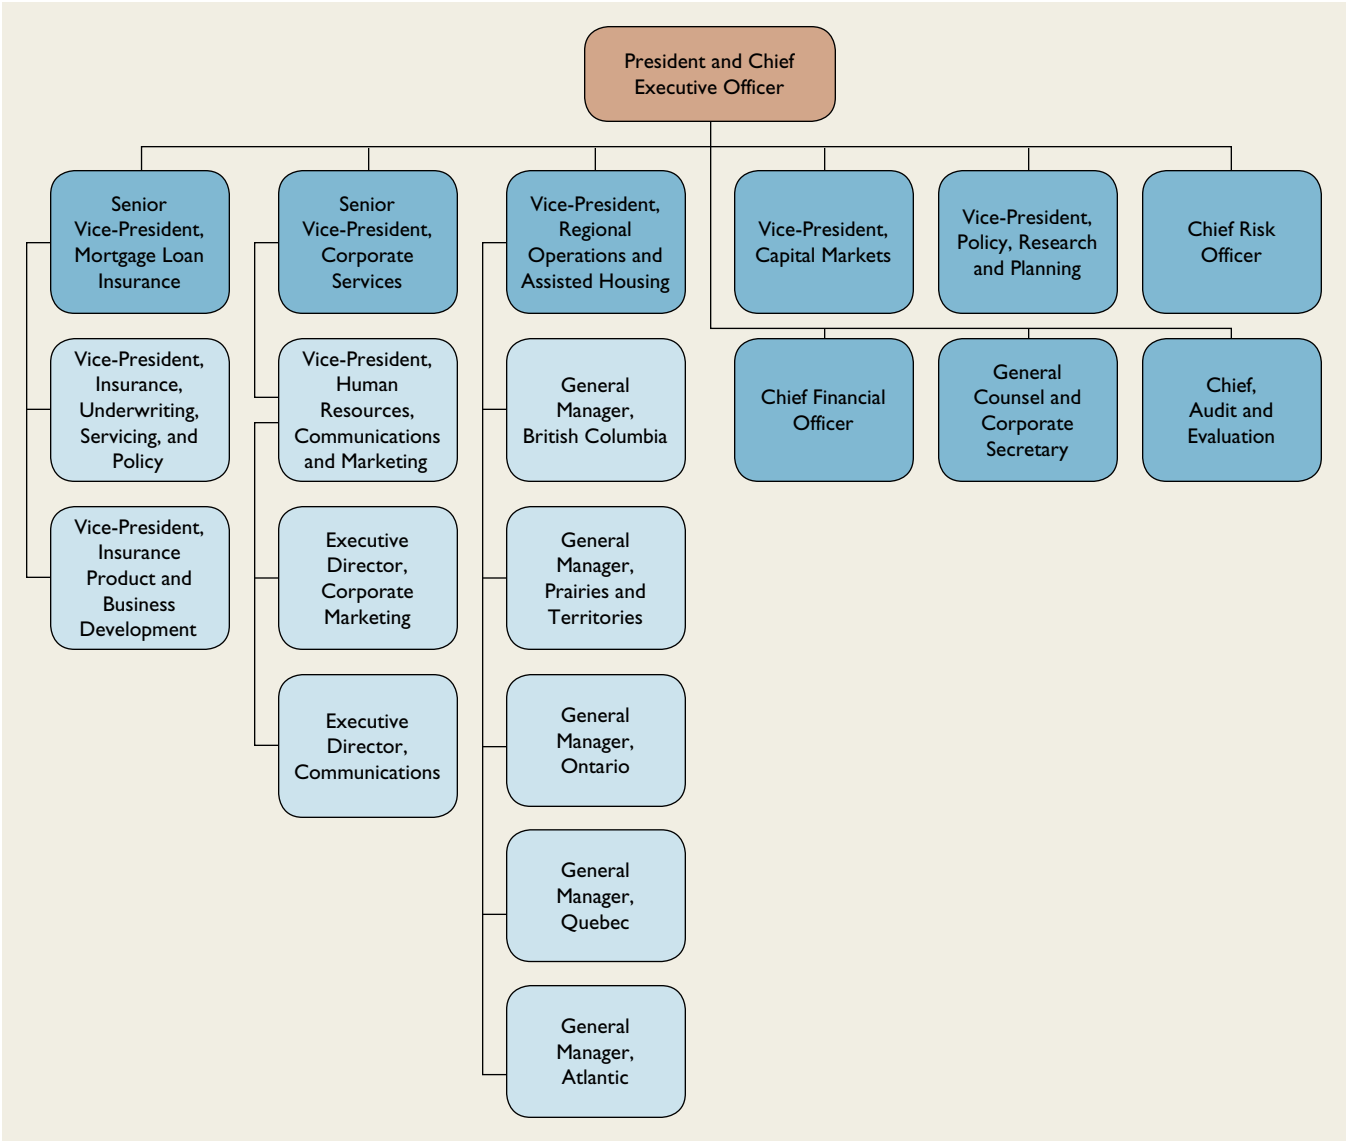 President and Chief
Executive Officer
Senior
Vice-President,
Mortgage Loan
Insurance
Senior
Vice-President,
Corporate
Services
Vice-President,
Regional
Operations and
Assisted Housing
Vice-President,
Capital Markets
Vice-President,
Policy, Research
and Planning
Chief Risk
Officer
Vice-President,
Insurance,
Underwriting,
Servicing, and
Policy
Vice-President,
Human
Resources,
Communications
and Marketing
General
Manager,
British Columbia
Chief Financial
Officer
General
Counsel and
Corporate
Secretary
Chief,
Audit and
Evaluation
Vice-President,
Insurance
Product and
Business
Development
Executive
Director,
Corporate
Marketing
General
Manager,
Prairies and
Territories
Executive
Director,
Communications
General
Manager,
Ontario
General
Manager,
Quebec
General
Manager,
Atlantic